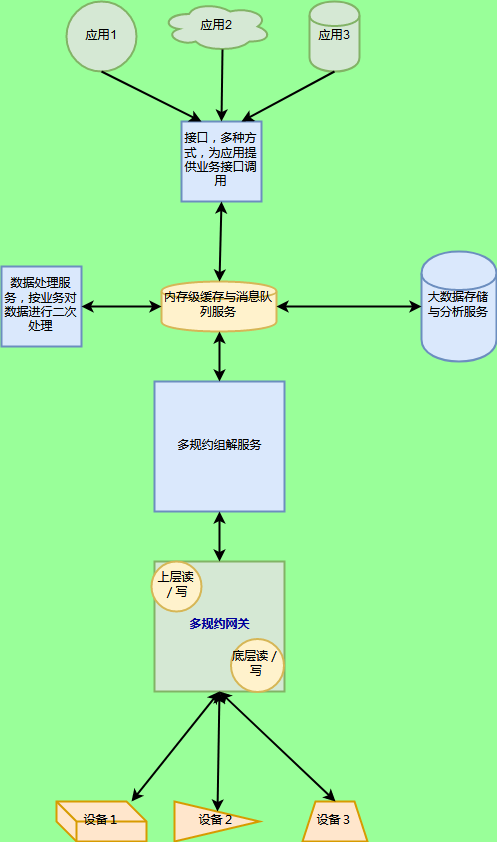 应用1
应用2
应用3
接口，多种方
式，为应用提
供业务接口调
用
数据处理服
务，按业务对
数据进行二次
处理
内存级缓存与消息队
列服务
大数据存储
与分析服务
多规约组解服务
上层读
/ 写
多规约网关
底层读 /
写
设备 1
设备 2
设备 3